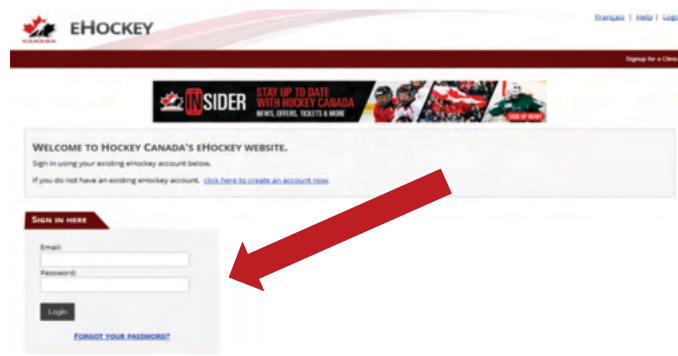 CANADA
EHOCKEY
Français | Help | Logi
Signup for a Clinic
INSIDER
STAY UP TO DATE
WITH HOCKEY CANADA
NEWS, OFFERS, TICKETS & MORE
SIGN UP NOW!
WELCOME TO HOCKEY CANADA'S EHOCKEY WEBSITE.
Sign in using your existing eHockey account below.
If you do not have an existing eHockey account, click here to create an account now.
SIGN IN HERE
Email:
Password:
Login
FORGOT YOUR PASSWORD?